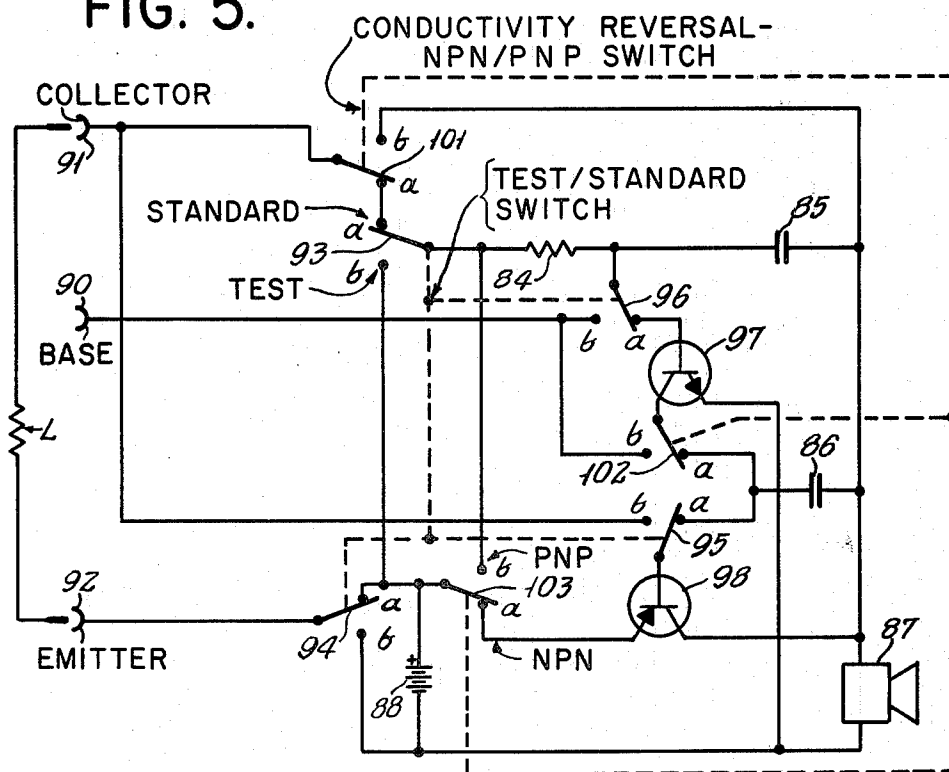 FIG. 5.
CONDUCTIVITY REVERSAL-
NPN/PNP SWITCH
COLLECTOR
91
b
101
a
TEST/STANDARD
SWITCH
STANDARD
a
93
85
b
TEST
84
90
96
BASE
b
a
97
L
b
102
a
86
a
b
95
PNP
b
98
92
a
103
a
94
b
EMITTER
NPN
87
+
88